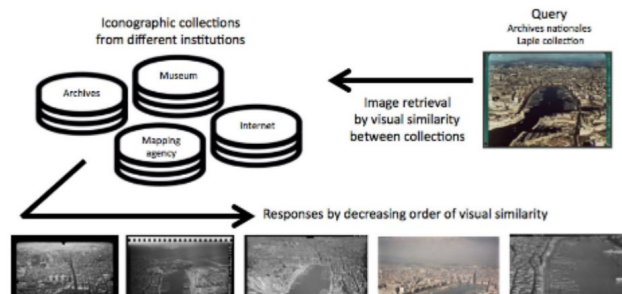 Iconographic collections
from different institutions
Query
Archives nationales
Lapie collection
Museum
Archives
Internet
Mapping
agency
Image retrieval
by visual similarity
between collections
Responses by decreasing order of visual similarity